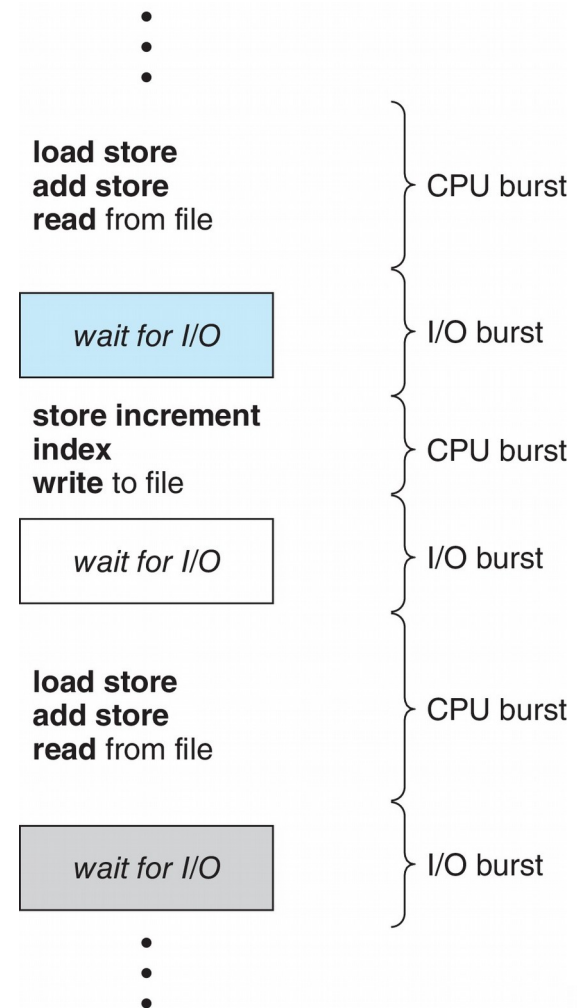 load store
add store
read from file
CPU burst
wait for I/O
I/O burst
store increment
index
write to file
CPU burst
wait for I/O
I/O burst
load store
add store
read from file
CPU burst
wait for I/O
I/O burst